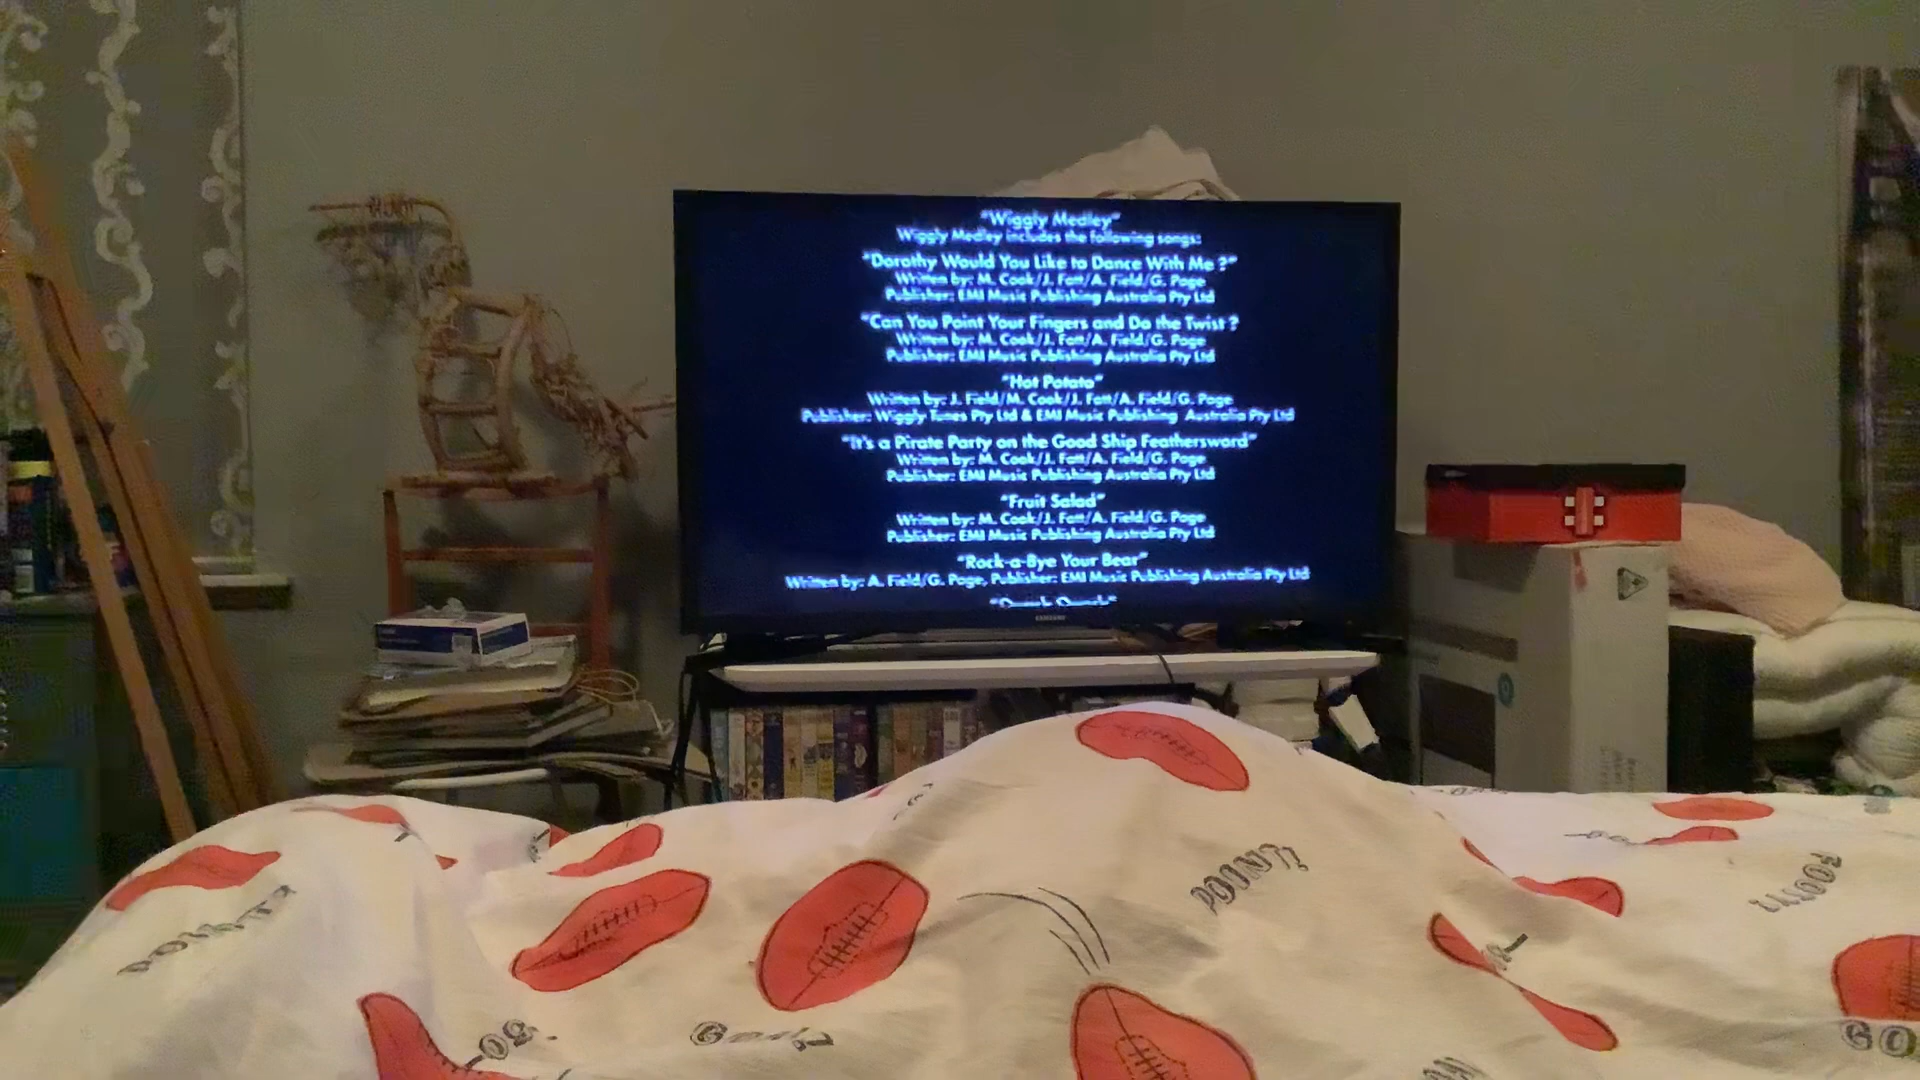 "Wiggly Medley"
Wiggly Medley includes the following songs:
"Dorothy Would You Like to Dance With Me ?"
Written by: M. Cook/J. Fatt/A. Field/G. Page
Publisher: EMI Music Publishing Australia Pty Ltd
"Can You Point Your Fingers and Do the Twist ?
Written by: M. Cook/J. Fatt/A. Field/G. Page
Publisher: EMI Music Publishing Australia Pty Ltd
"Hot Potato"
Written by: J. Field/M. Cook/J. Fatt/A. Field/G. Page
Publisher: Wiggly Tunes Pty Ltd & EMI Music Publishing Australia Pty Ltd
"It's a Pirate Party on the Good Ship Feathersword"
Written by: M. Cook/J. Fatt/A. Field/G. Page
Publisher: EMI Music Publishing Australia Pty Ltd
"Fruit Salad"
Written by: M. Cook/J. Fatt/A. Field/G. Page
Publisher: EMI Music Publishing Australia Pty Ltd
"Rock-a-Bye Your Bear"
Written by: A. Field/G. Page, Publisher: EMI Music Publishing Australia Pty Ltd
SAMSUNG
POOINT!